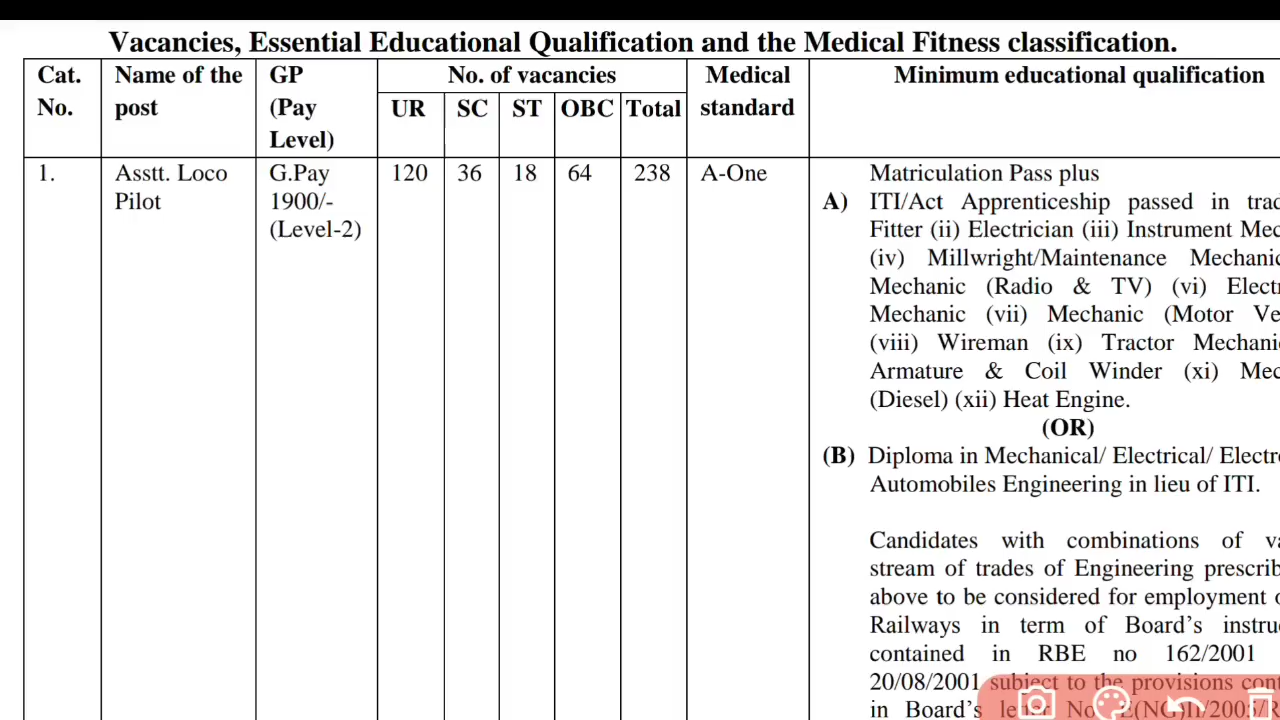 Vacancies, Essential Educational Qualification and the Medical Fitness classification.
Cat. No.
Name of the post
GP (Pay Level)
No. of vacancies
UR SC ST OBC Total
Medical standard
Minimum educational qualification
1.
Asstt. Loco Pilot
G.Pay 1900/- (Level-2)
120 36 18 64 238
A-One
Matriculation Pass plus
A) ITI/Act Apprenticeship passed in
Fitter (ii) Electrician (iii) Instrument
(iv) Millwright/Maintenance
Mechanic (Radio & TV) (vi)
Mechanic (vii) Mechanic (Motor
(viii) Wireman (ix) Tractor
Armature & Coil Winder (xi)
(Diesel) (xii) Heat Engine.
(OR)
(B) Diploma in Mechanical/ Electrical/
Automobiles Engineering in lieu of ITI.
Candidates with combinations of
stream of trades of Engineering
above to be considered for employment
Railways in term of Board's
contained in RBE no 162/2001
20/08/2001 subject to the provisions
in Board's letter No